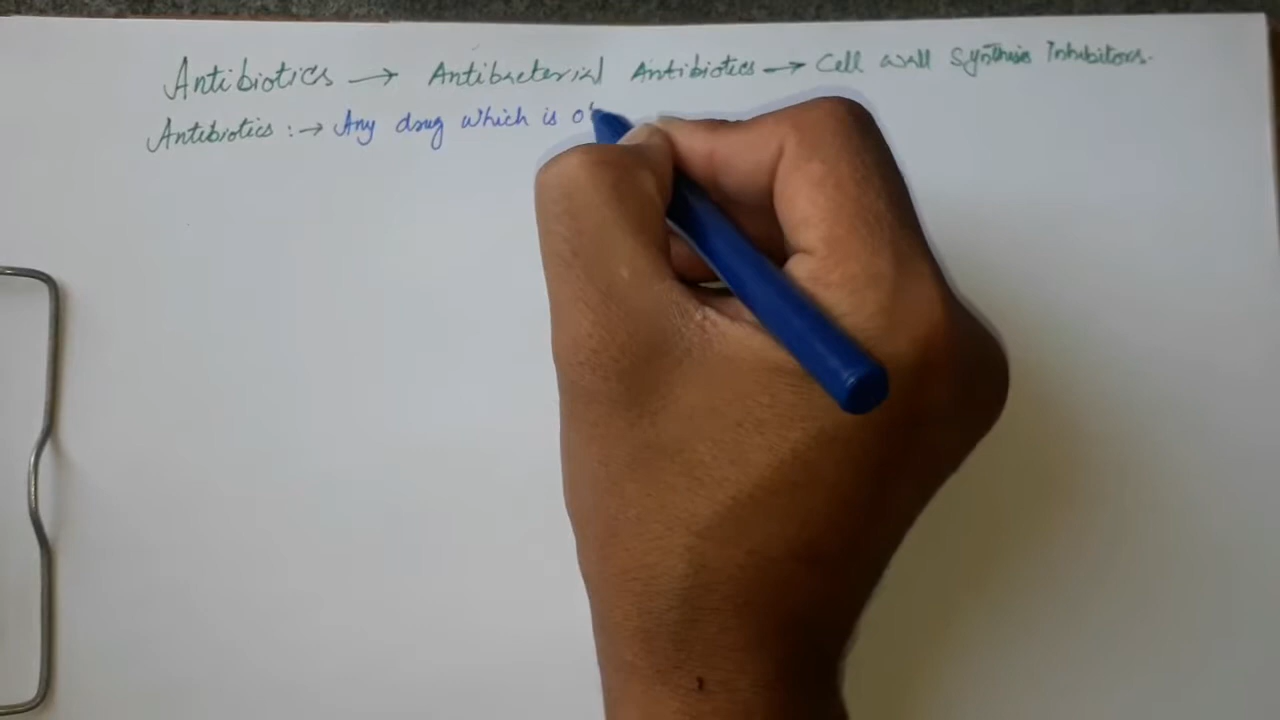 Antibiotics → Antibacterial Antibiotics → Cell wall Synthesis Inhibitors.
Antibiotics :→ Any drug which is